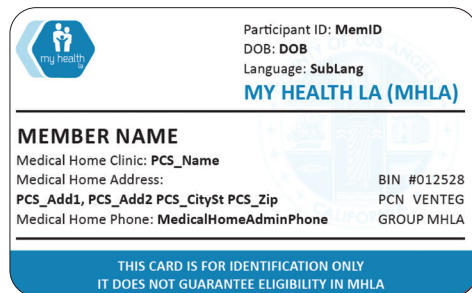 my health
la
Participant ID: MemID
DOB: DOB
Language: SubLang
MY HEALTH LA (MHLA)
MEMBER NAME
Medical Home Clinic: PCS_Name
Medical Home Address:
PCS_Add1, PCS_Add2 PCS_CitySt PCS_Zip
Medical Home Phone: MedicalHomeAdminPhone
BIN #012528
PCN VENTEG
GROUP MHLA
THIS CARD IS FOR IDENTIFICATION ONLY
IT DOES NOT GUARANTEE ELIGIBILITY IN MHLA